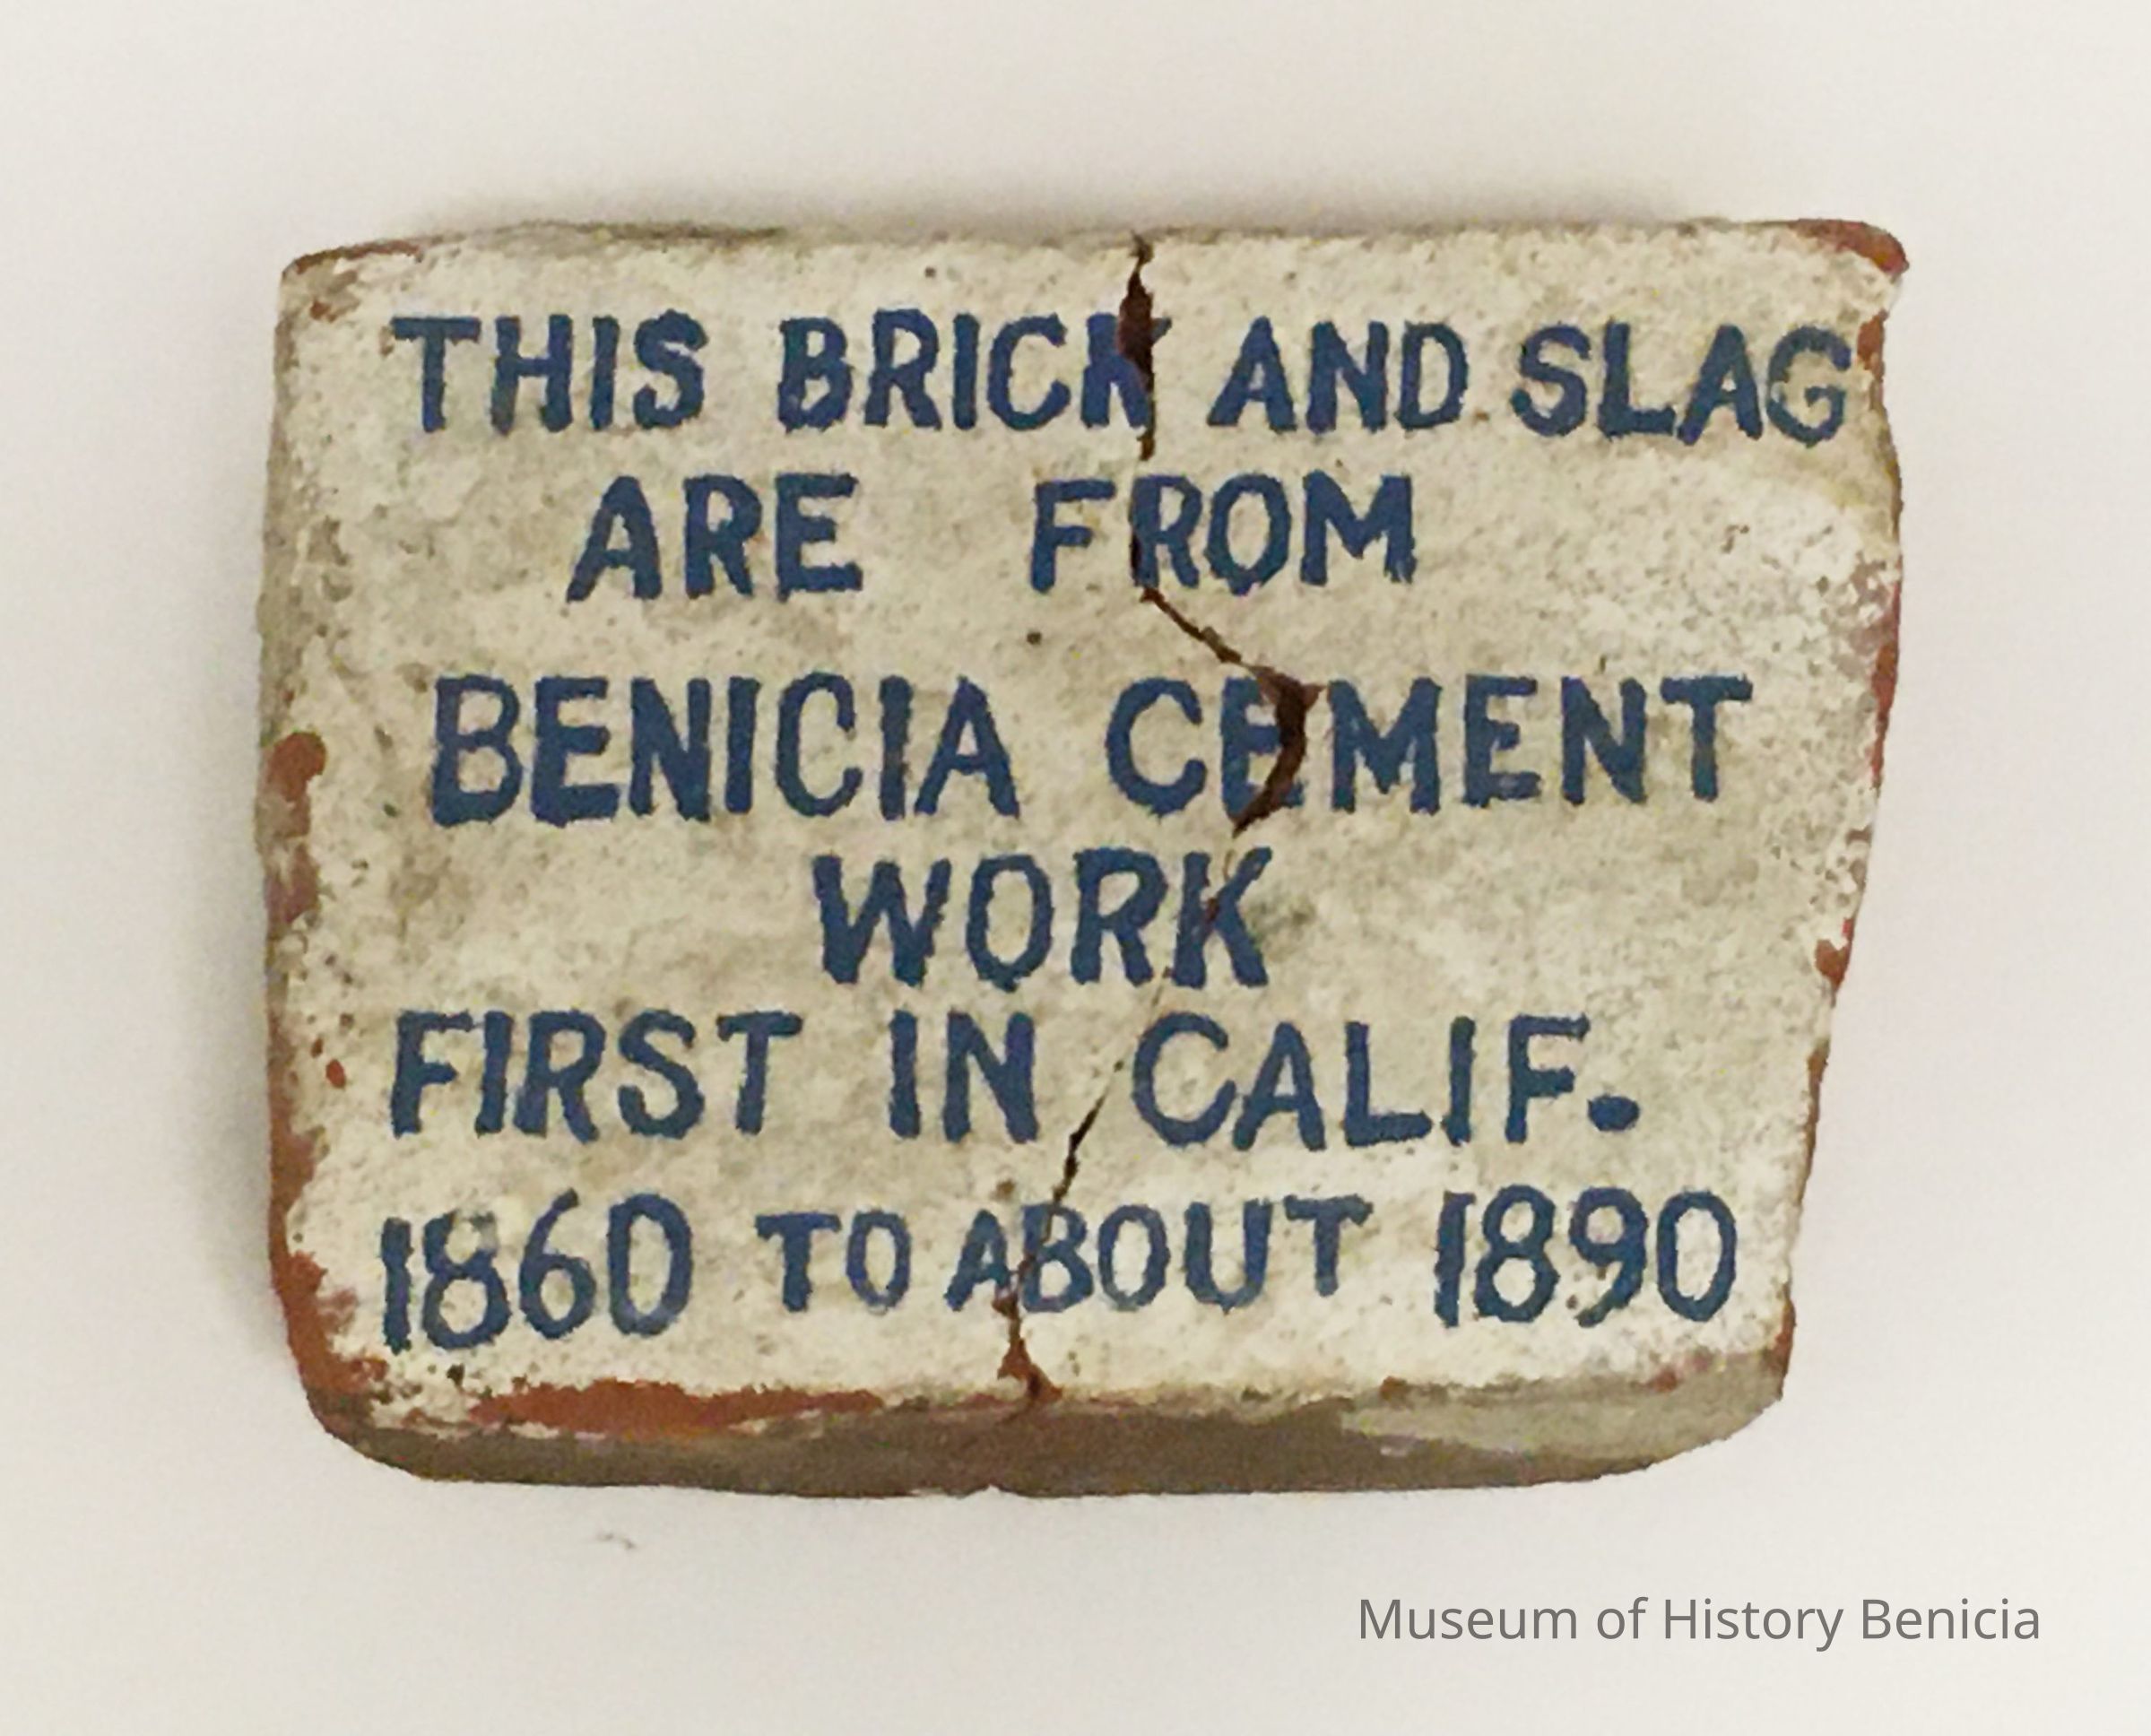 THIS BRICK AND SLAG
ARE FROM
BENICIA CEMENT
WORK
FIRST IN CALIF.
1860 TO ABOUT 1890
Museum of History Benicia